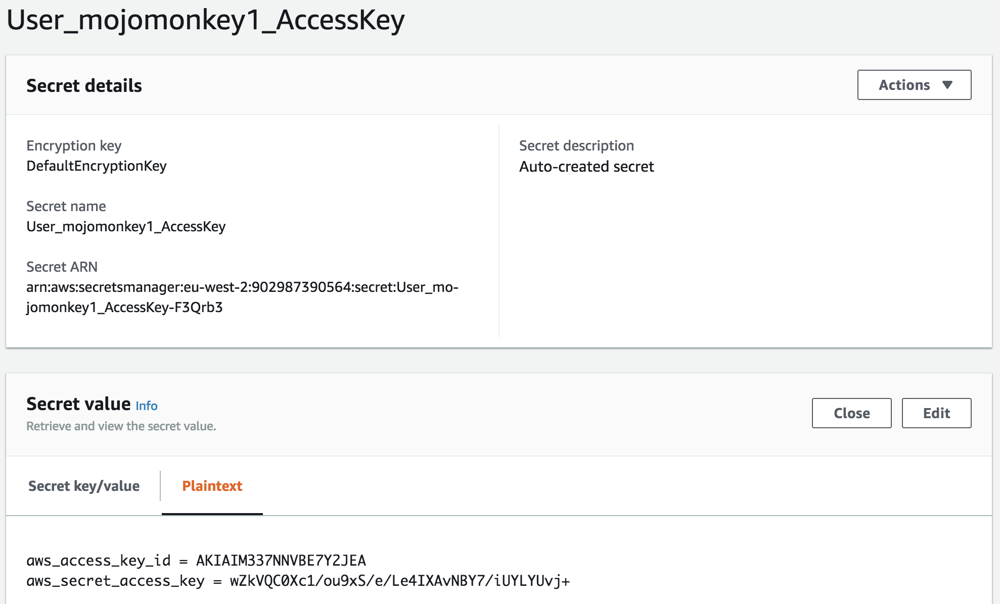 User_mojomonkey1_AccessKey
Secret details
Actions
Encryption key
DefaultEncryptionKey
Secret name
User_mojomonkey1_AccessKey
Secret ARN
arn:aws:secretsmanager:eu-west-2:902987390564:secret:User_mo-
jomonkey1_AccessKey-F3Qrb3
Secret description
Auto-created secret
Secret value Info
Retrieve and view the secret value.
Close
Edit
Secret key/value
Plaintext
aws_access_key_id = AKIAIM337NNVBE7Y2JEA
aws_secret_access_key = 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